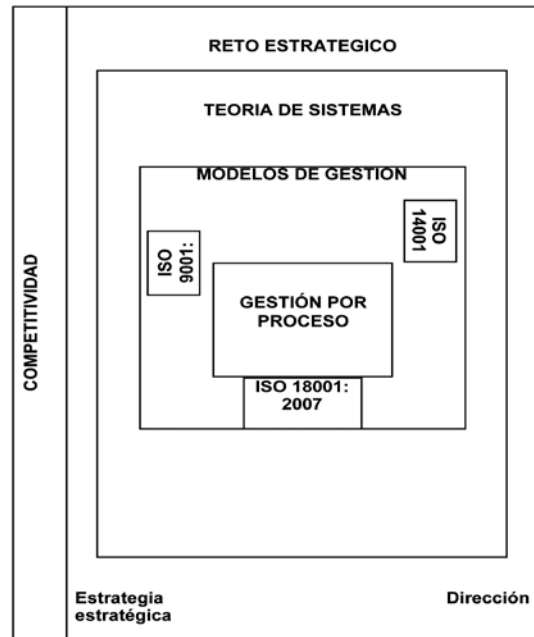 RETO ESTRATEGICO
TEORIA DE SISTEMAS
MODELOS DE GESTION
ISO
14001
ISO
9001:
COMPETITIVIDAD
GESTIÓN POR
PROCESO
ISO 18001:
2007
Estrategia
estratégica
Dirección